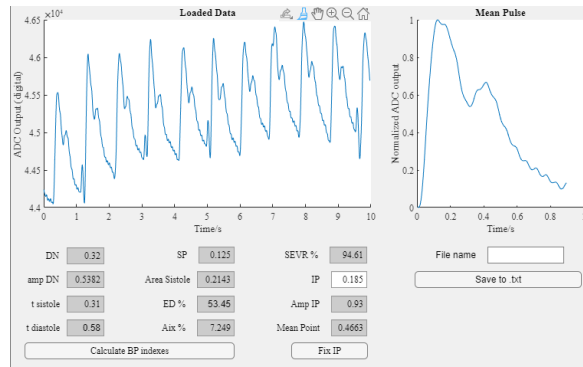 Loaded Data
Mean Pulse
×10⁴
4.65
4.6
4.55
4.5
4.45
4.4
ADC Output (digital)
0 1 2 3 4 5 6 7 8 9 10
Time/s
1
0.8
0.6
0.4
0.2
0
Normalized ADC output
0 0.2 0.4 0.6 0.8 1
Time/s
DN 0.32 SP 0.125 SEVR % 94.61 File name
amp DN 0.5382 Area Sistole 0.2143 IP 0.185 Save to .txt
t sistole 0.31 ED % 53.45 Amp IP 0.93
t diastole 0.58 Aix % 7.249 Mean Point 0.4663
Calculate BP indexes Fix IP